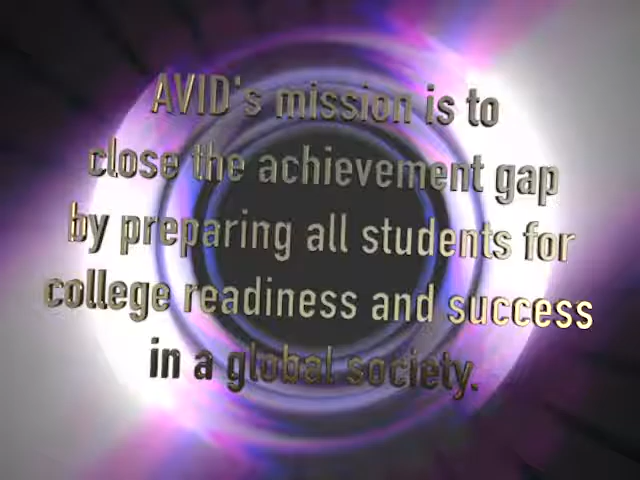 AVID's mission is to
close the achievement gap
by preparing all students for
college readiness and success
in a global society.